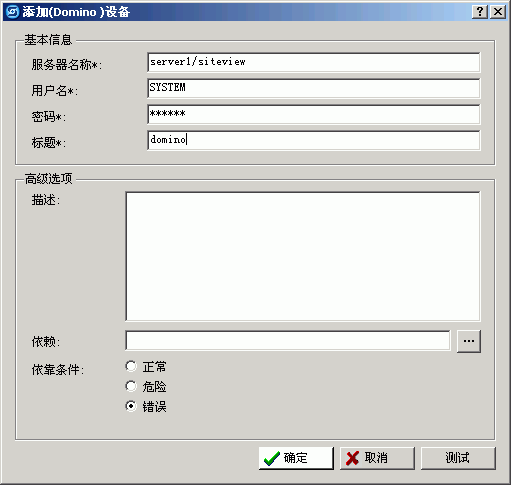 添加(Domino )设备
基本信息
服务器名称*: server1/siteview
用户名*: SYSTEM
密码*: ******
标题*: domino
高级选项
描述:
依赖: ...
依靠条件: 正常
危险
错误
确定 取消 测试